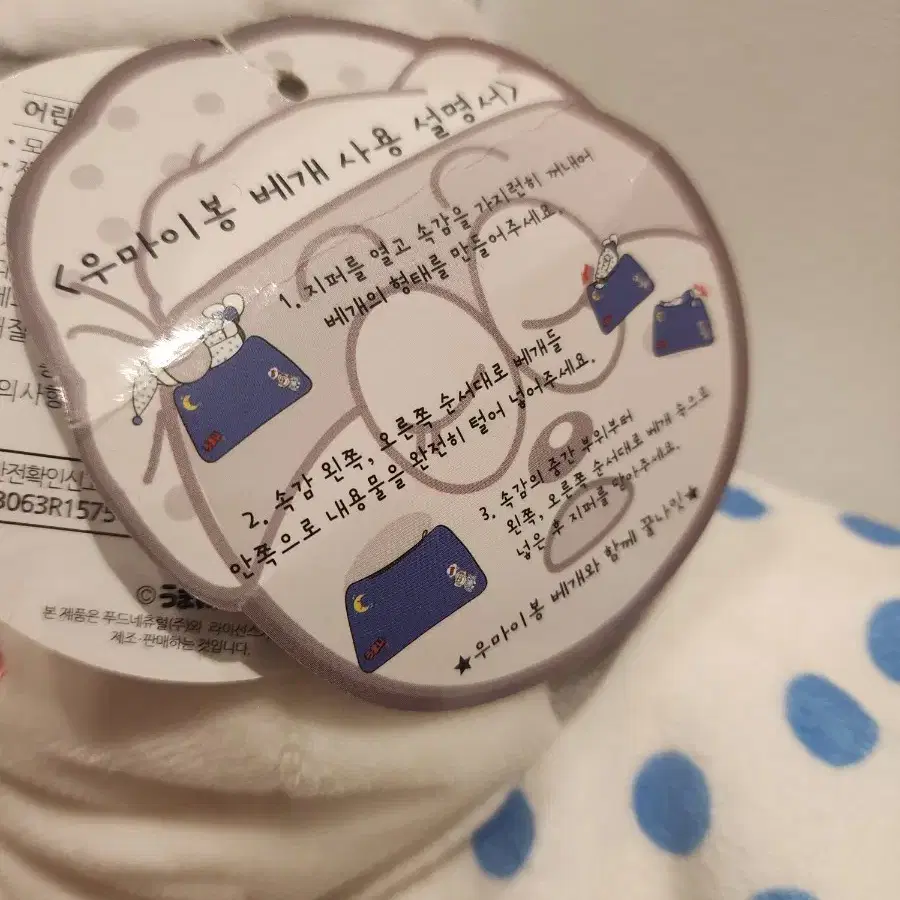 <우마이봉 베개 사용 설명서>
1. 지퍼를 열고 속감을 가지런히 꺼내어
베개의 형태를 만들어주세요.
2. 속감 왼쪽, 오른쪽 순서대로 베개들
안쪽으로 내용물을 완전히 털어 넣어주세요.
3. 속감의 중간 부위부터
왼쪽, 오른쪽 순서대로 베개 속으로
넣은 후 지퍼를 닫아주세요.
★우마이봉 베개와 함께 꿀나잇★
어린
의사항
안전확인신고
3063R1575
©
본 제품은 푸드네츄럴(주)와 라이선스
제조·판매하는 것입니다.